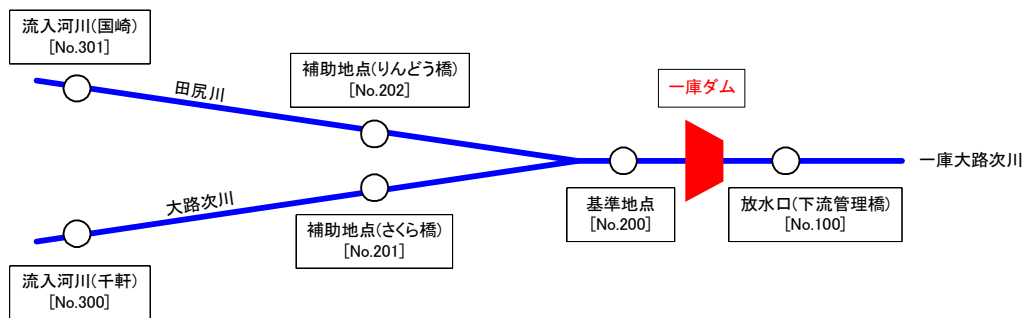 流入河川(国崎)
[No.301]
補助地点(りんどう橋)
[No.202]
一庫ダム
田尻川
一庫大路次川
大路次川
基準地点
[No.200]
放水口(下流管理橋)
[No.100]
補助地点(さくら橋)
[No.201]
流入河川(千軒)
[No.300]